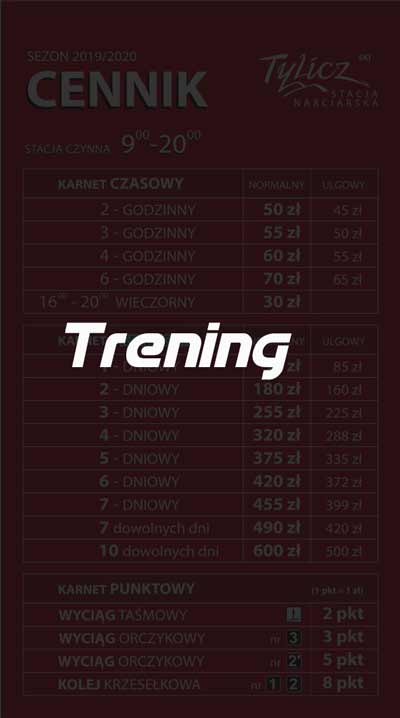 SEZON 2019/2020
CENNIK
Tylicz SKI
STACJA
NARCIARSKA
STACJA CZYNNA 9⁰⁰-20⁰⁰
KARNET CZASOWY NORMALNY ULGOWY
2 - GODZINNY 50 zł 45 zł
3 - GODZINNY 55 zł 50 zł
4 - GODZINNY 60 zł 55 zł
6 - GODZINNY 70 zł 65 zł
16⁰⁰ - 20⁰⁰ WIECZORNY 30 zł
KARNET ULGOWY
Trening
1 - DNIOWY zł 85 zł
2 - DNIOWY 180 zł 160 zł
3 - DNIOWY 255 zł 225 zł
4 - DNIOWY 320 zł 288 zł
5 - DNIOWY 375 zł 335 zł
6 - DNIOWY 420 zł 372 zł
7 - DNIOWY 455 zł 399 zł
7 dowolnych dni 490 zł 420 zł
10 dowolnych dni 600 zł 500 zł
KARNET PUNKTOWY (1 pkt = 1 zł)
WYCIĄG TAŚMOWY 1 2 pkt
WYCIĄG ORCZYKOWY nr 3 3 pkt
WYCIĄG ORCZYKOWY nr 2' 5 pkt
KOLEJ KRZESEŁKOWA nr 1 2 8 pkt